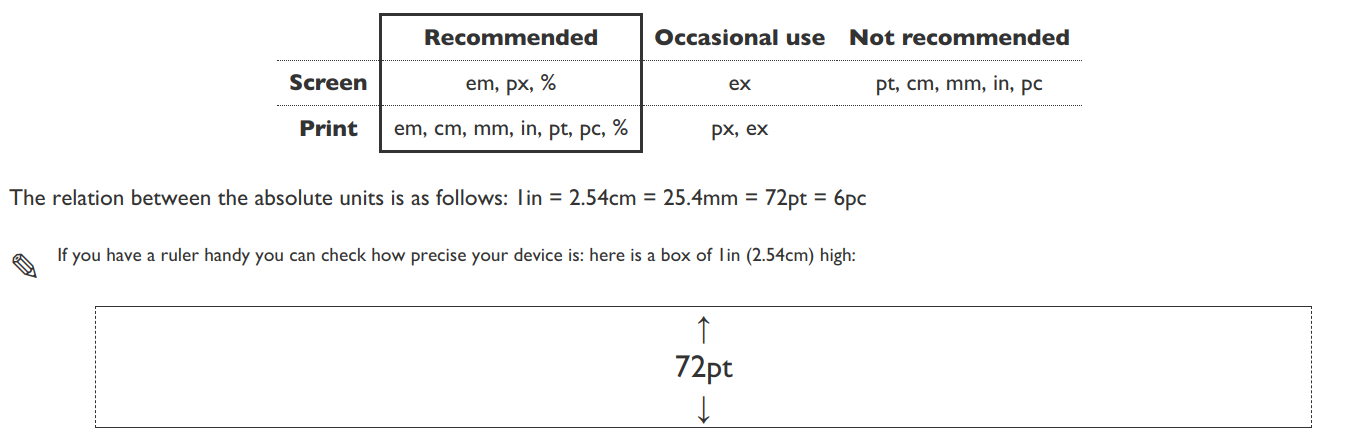 Recommended Occasional use Not recommended
Screen em, px, % ex pt, cm, mm, in, pc
Print em, cm, mm, in, pt, pc, % px, ex
The relation between the absolute units is as follows: 1in = 2.54cm = 25.4mm = 72pt = 6pc
If you have a ruler handy you can check how precise your device is: here is a box of 1in (2.54cm) high:
↑
72pt
↓